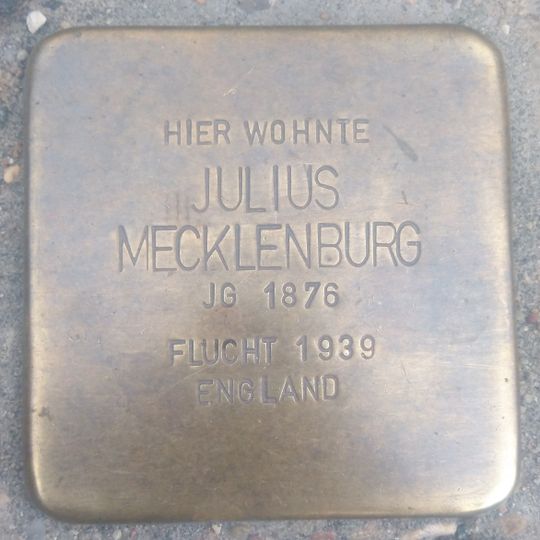 HIER WOHNTE
JULIUS
MECKLENBURG
JG 1876
FLUCHT 1939
ENGLAND